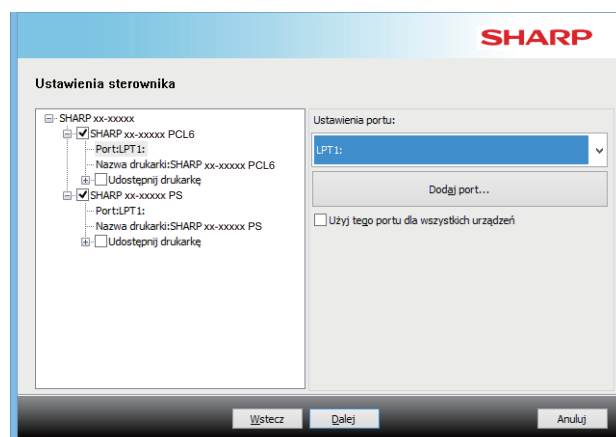 SHARP
Ustawienia sterownika
SHARP xx-xxxxx
SHARP xx-xxxxx PCL6
Port:LPT1:
Nazwa drukarki:SHARP xx-xxxxx PCL6
Udostępnij drukarkę
SHARP xx-xxxxx PS
Port:LPT1:
Nazwa drukarki:SHARP xx-xxxxx PS
Udostępnij drukarkę
Ustawienia portu:
LPT1:
Dodaj port...
Użyj tego portu dla wszystkich urządzeń
Wstecz
Dalej
Anuluj